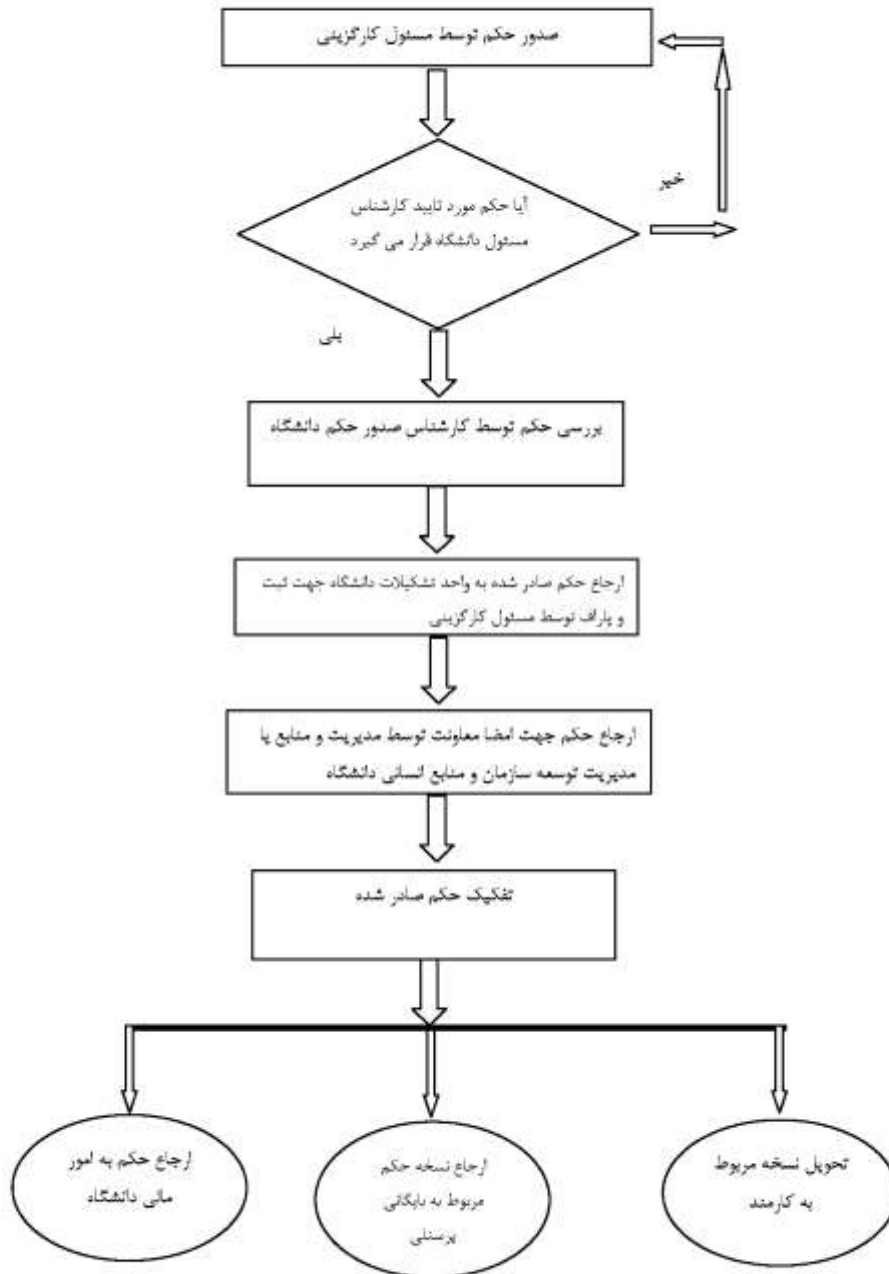 صدور حکم توسط مسئول کارگزینی
خیر
آیا حکم مورد تایید کارشناس
مسئول دانشگاه قرار می گیرد
بلی
بررسی حکم توسط کارشناس صدور حکم دانشگاه
ارجاع حکم صادر شده به واحد تشکیلات دانشگاه جهت ثبت
و پاراف توسط مسئول کارگزینی
ارجاع حکم جهت امضا معاونت توسط مدیریت و منابع یا
مدیریت توسعه سازمان و منابع انسانی دانشگاه
تفکیک حکم صادر شده
تحویل نسخه مربوط
به کارمند
ارجاع نسخه حکم
مربوط به بایگانی
پرسنلی
ارجاع حکم به امور
مالی دانشگاه